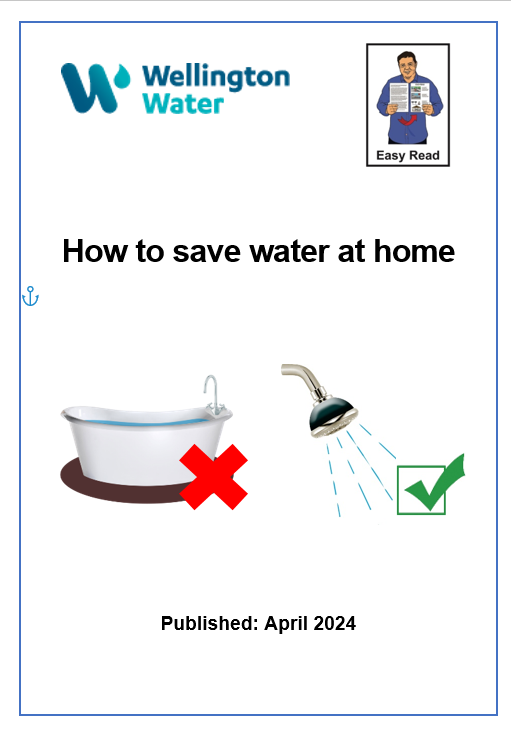 Wellington
Water
Easy Read
How to save water at home
Published: April 2024